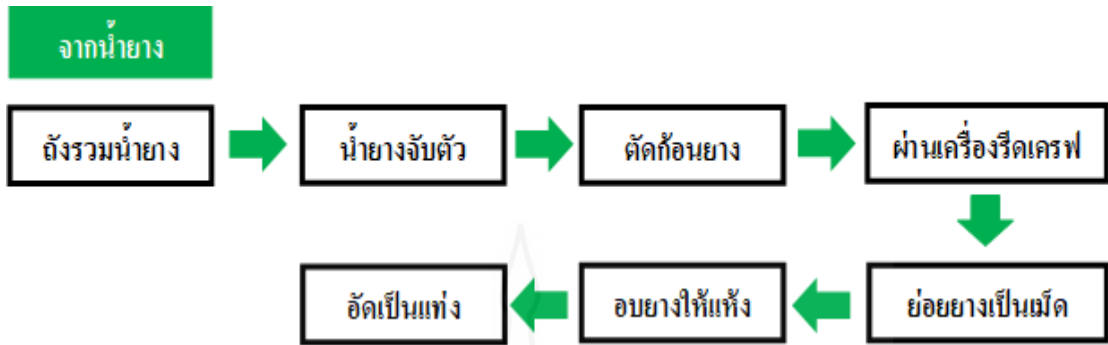 จากน้ำยาง
ถังรวมน้ำยาง
น้ำยางจับตัว
ตัดก้อนยาง
ผ่านเครื่องรีดเครฟ
ย่อยยางเป็นเม็ด
อบยางให้แห้ง
อัดเป็นแท่ง